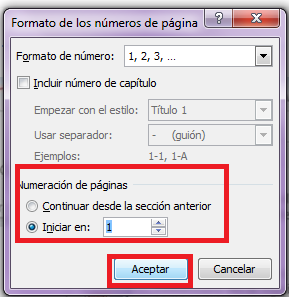 Formato de los números de página
Formato de número: 1, 2, 3, ...
Incluir número de capítulo
Empezar con el estilo: Título 1
Usar separador: - (guión)
Ejemplos: 1-1, 1-A
Numeración de páginas
Continuar desde la sección anterior
Iniciar en: 1
Aceptar Cancelar